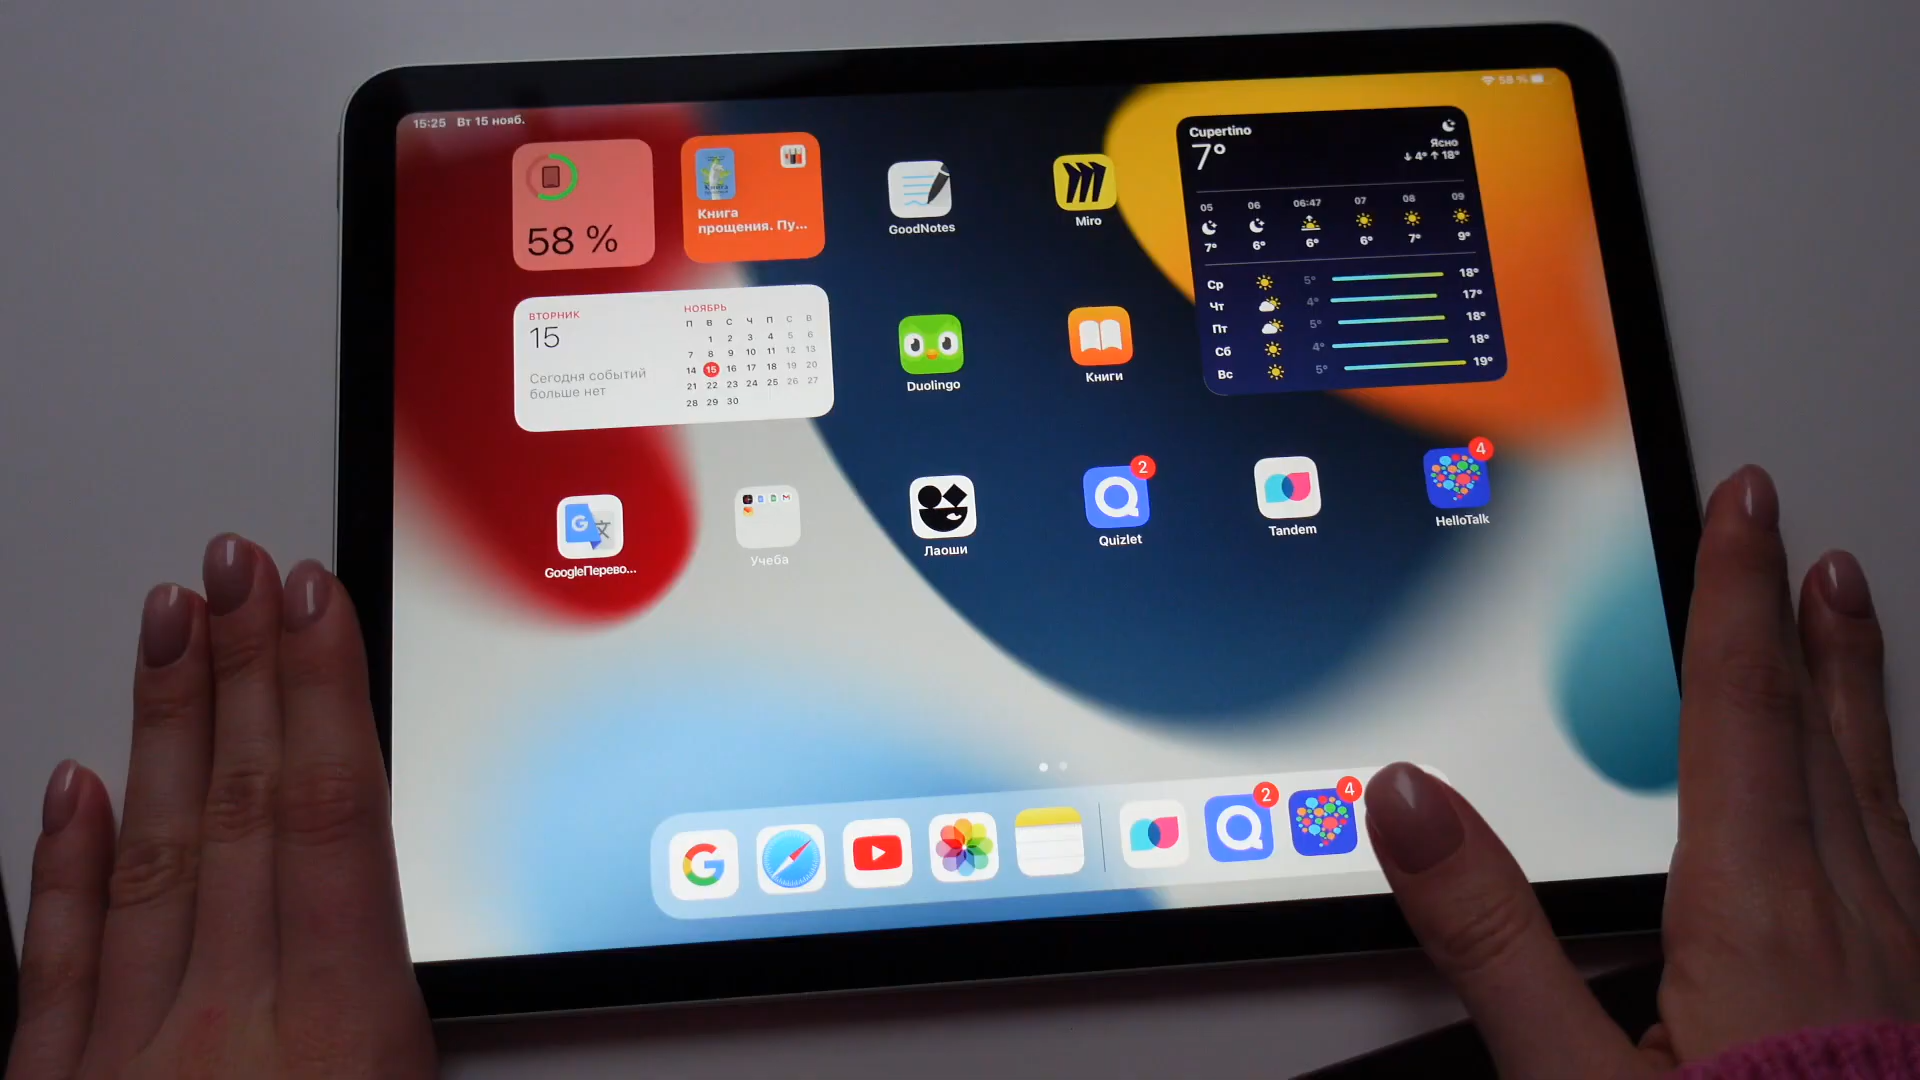 15:25 Вт 15 нояб.
58 %
58 %
Книга
прощения. Пу...
GoodNotes
Miro
Cupertino
7°
Ясно
↓4° ↑18°
05 06 06:47 07 08 09
7° 6° 6° 6° 7° 9°
Ср 5° 18°
Чт 4° 17°
Пт 5° 18°
Сб 4° 18°
Вс 5° 19°
ВТОРНИК
15
Сегодня событий
больше нет
НОЯБРЬ
П В С Ч П С В
1 2 3 4 5 6
7 8 9 10 11 12 13
14 15 16 17 18 19 20
21 22 23 24 25 26 27
28 29 30
Duolingo
Книги
GoogleПерево...
Учеба
Лаоши
2
Quizlet
Tandem
4
HelloTalk
2
4